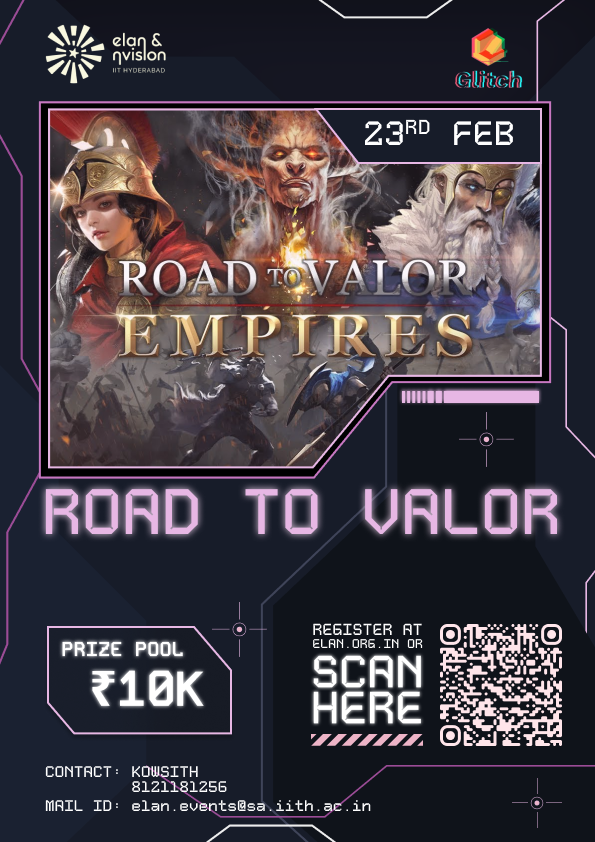 elan &
ηvision
IIT HYDERABAD
Glitch
23RD FEB
ROAD TO VALOR
EMPIRES
ROAD TO VALOR
PRIZE POOL
₹10K
REGISTER AT
ELAN.ORG.IN OR
SCAN
HERE
CONTACT: KOWSITH
8121181256
MAIL ID: elan.events@sa.iith.ac.in